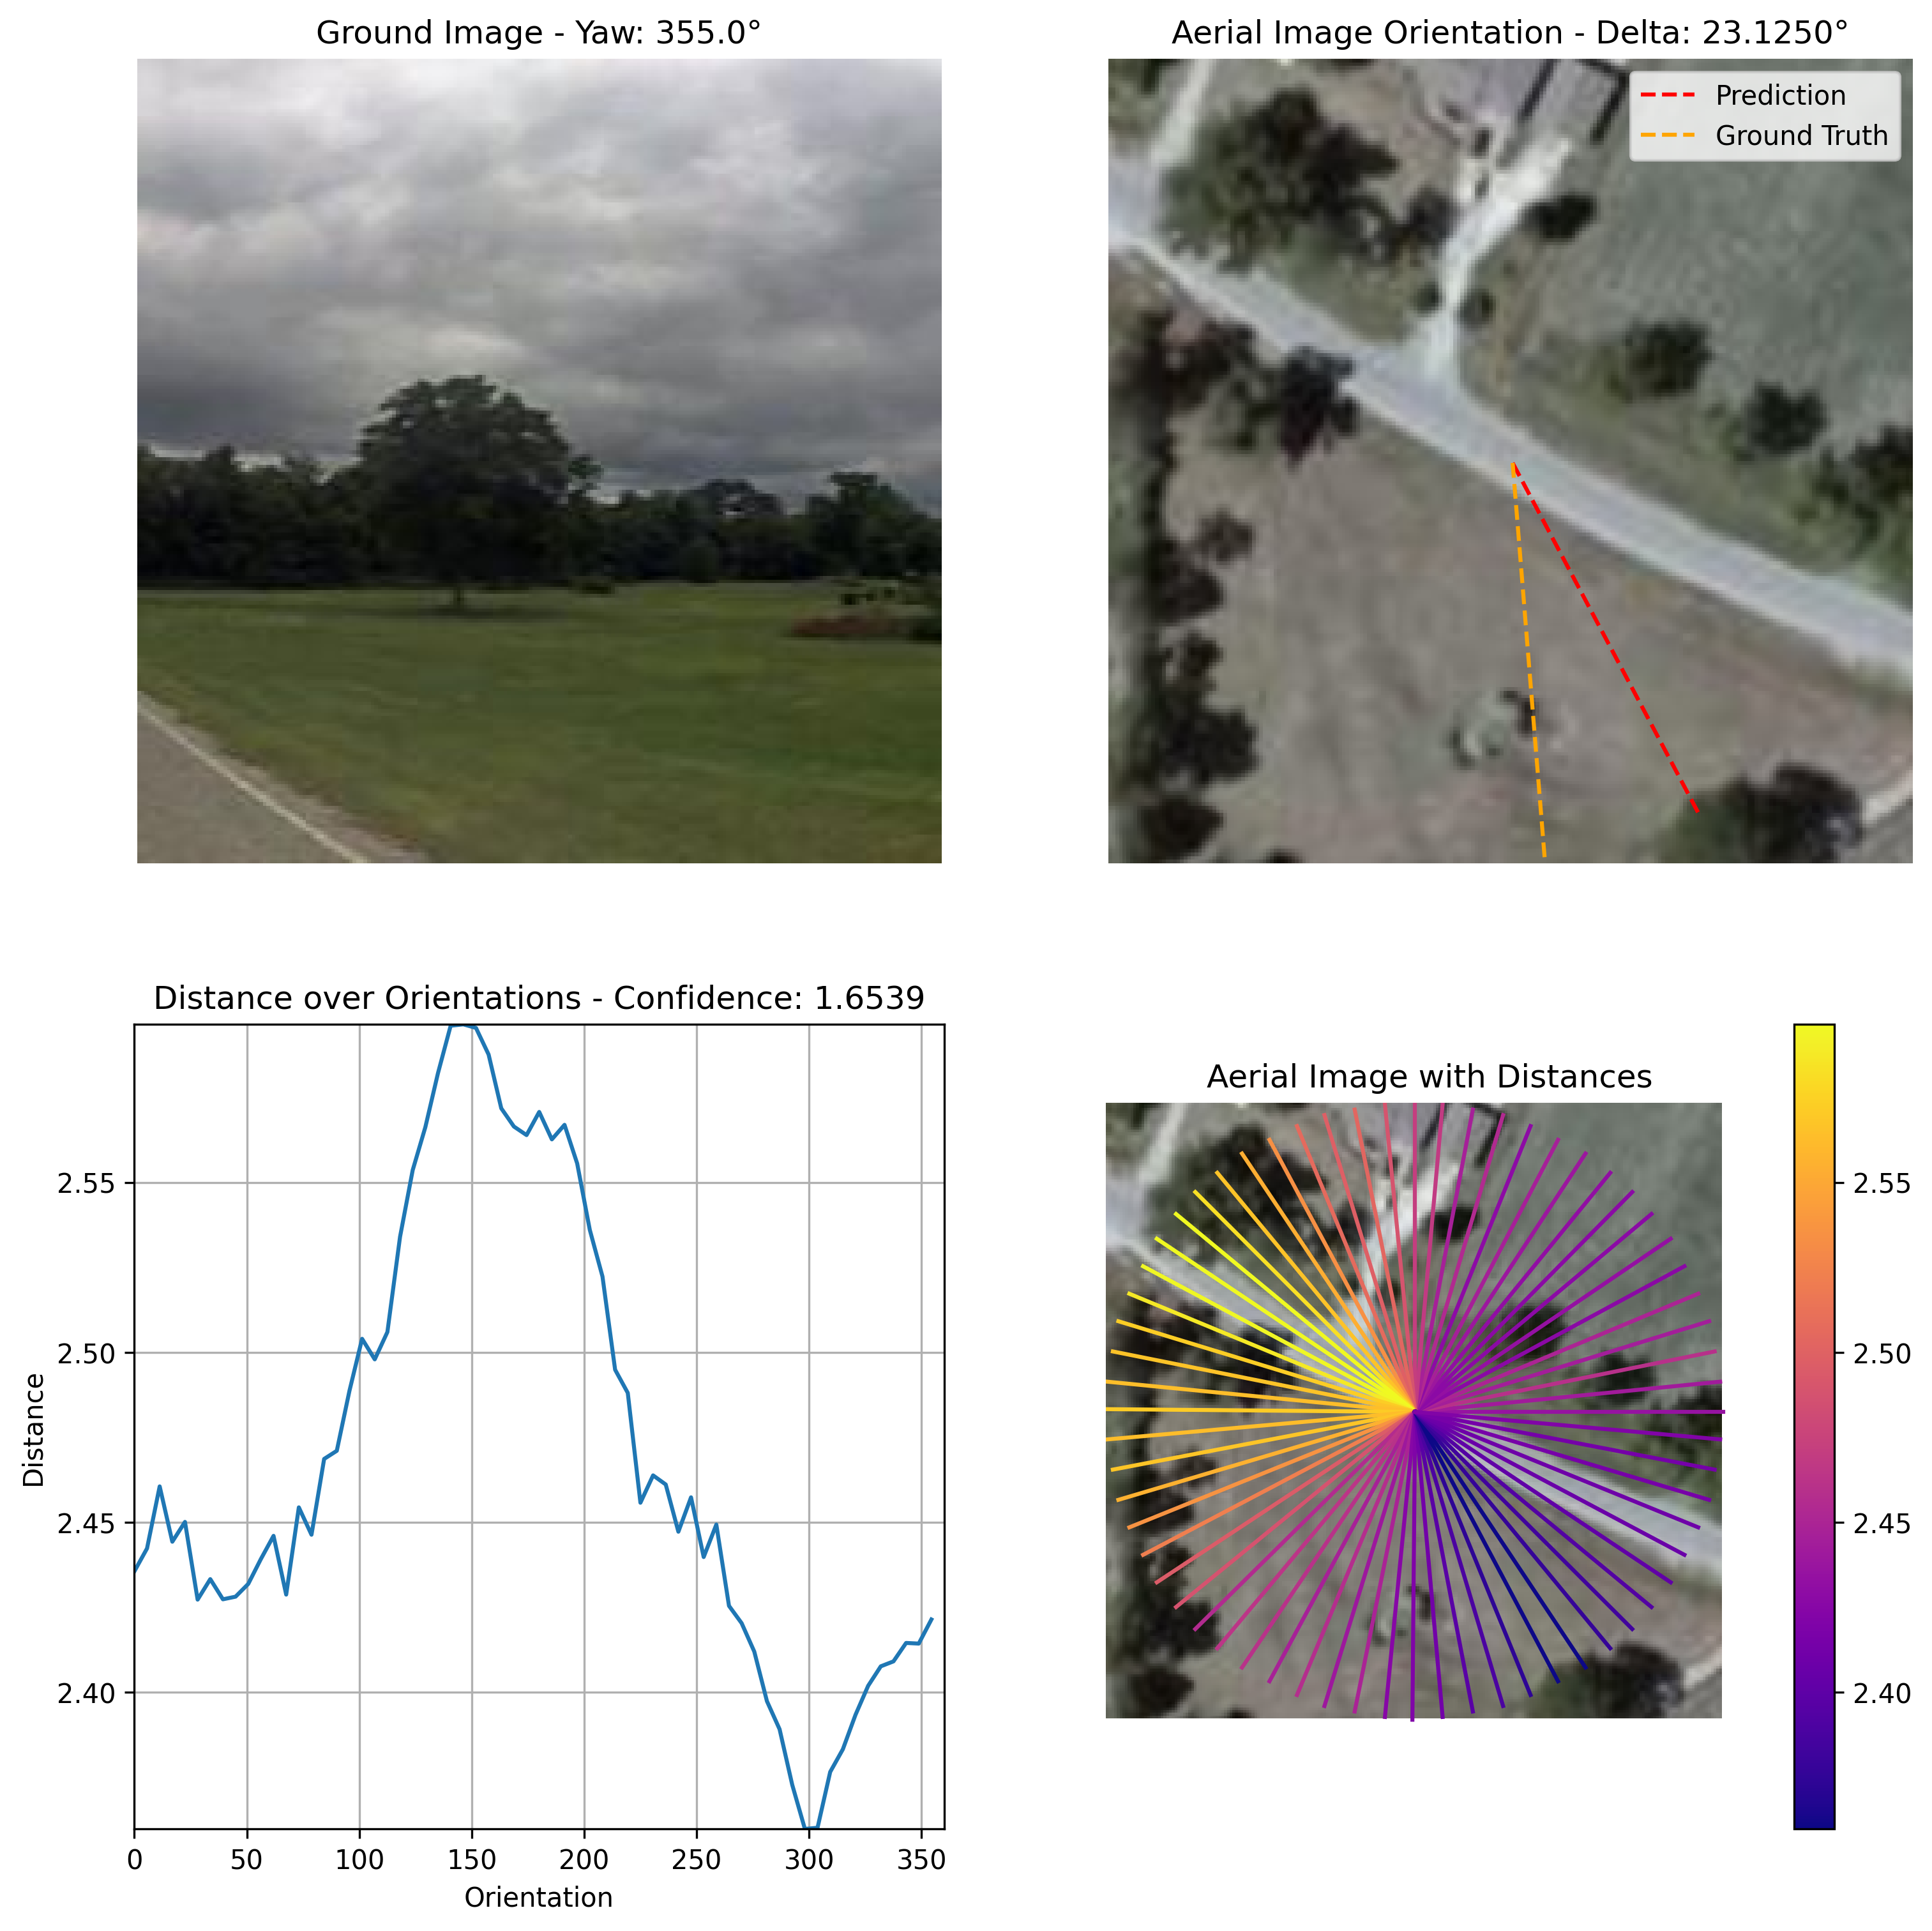 Ground Image - Yaw: 355.0°
Aerial Image Orientation - Delta: 23.1250°
Prediction
Ground Truth
Distance over Orientations - Confidence: 1.6539
Distance
2.55
2.50
2.45
2.40
0 50 100 150 200 250 300 350
Orientation
Aerial Image with Distances
2.55
2.50
2.45
2.40